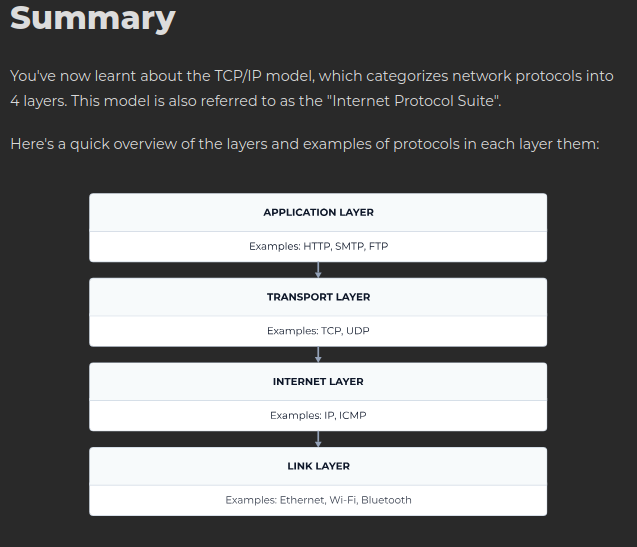 Summary
You've now learnt about the TCP/IP model, which categorizes network protocols into
4 layers. This model is also referred to as the "Internet Protocol Suite".
Here's a quick overview of the layers and examples of protocols in each layer them:
APPLICATION LAYER
Examples: HTTP, SMTP, FTP
TRANSPORT LAYER
Examples: TCP, UDP
INTERNET LAYER
Examples: IP, ICMP
LINK LAYER
Examples: Ethernet, Wi-Fi, Bluetooth